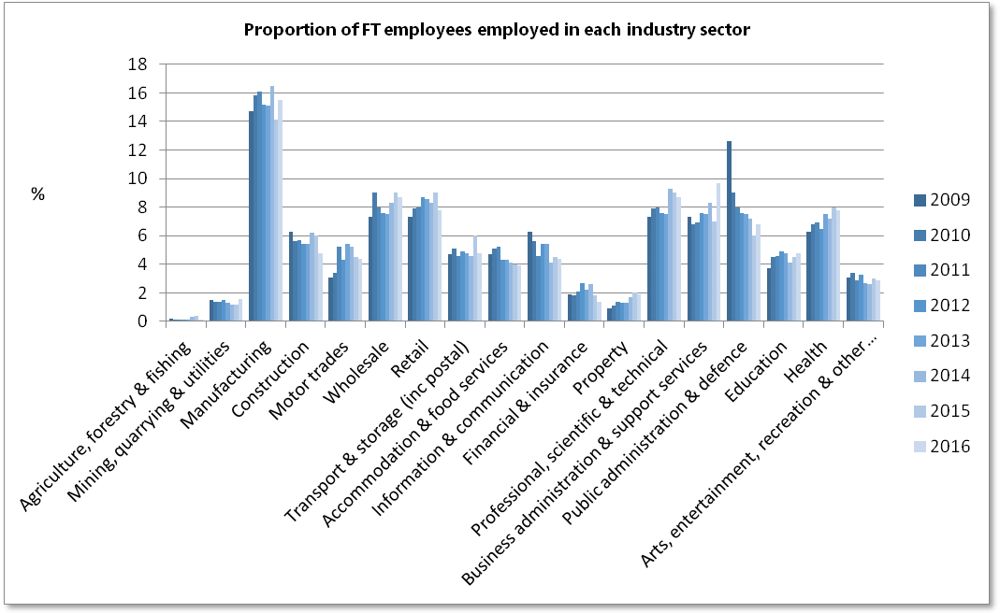 Proportion of FT employees employed in each industry sector
18
16
14
12
10
8
6
4
2
0
%
Agriculture, forestry & fishing
Mining, quarrying & utilities
Manufacturing
Construction
Motor trades
Wholesale
Retail
Transport & storage (inc postal)
Accommodation & food services
Information & communication
Financial & insurance
Property
Professional, scientific & technical
Business administration & support services
Public administration & defence
Education
Health
Arts, entertainment, recreation & other…
2009
2010
2011
2012
2013
2014
2015
2016